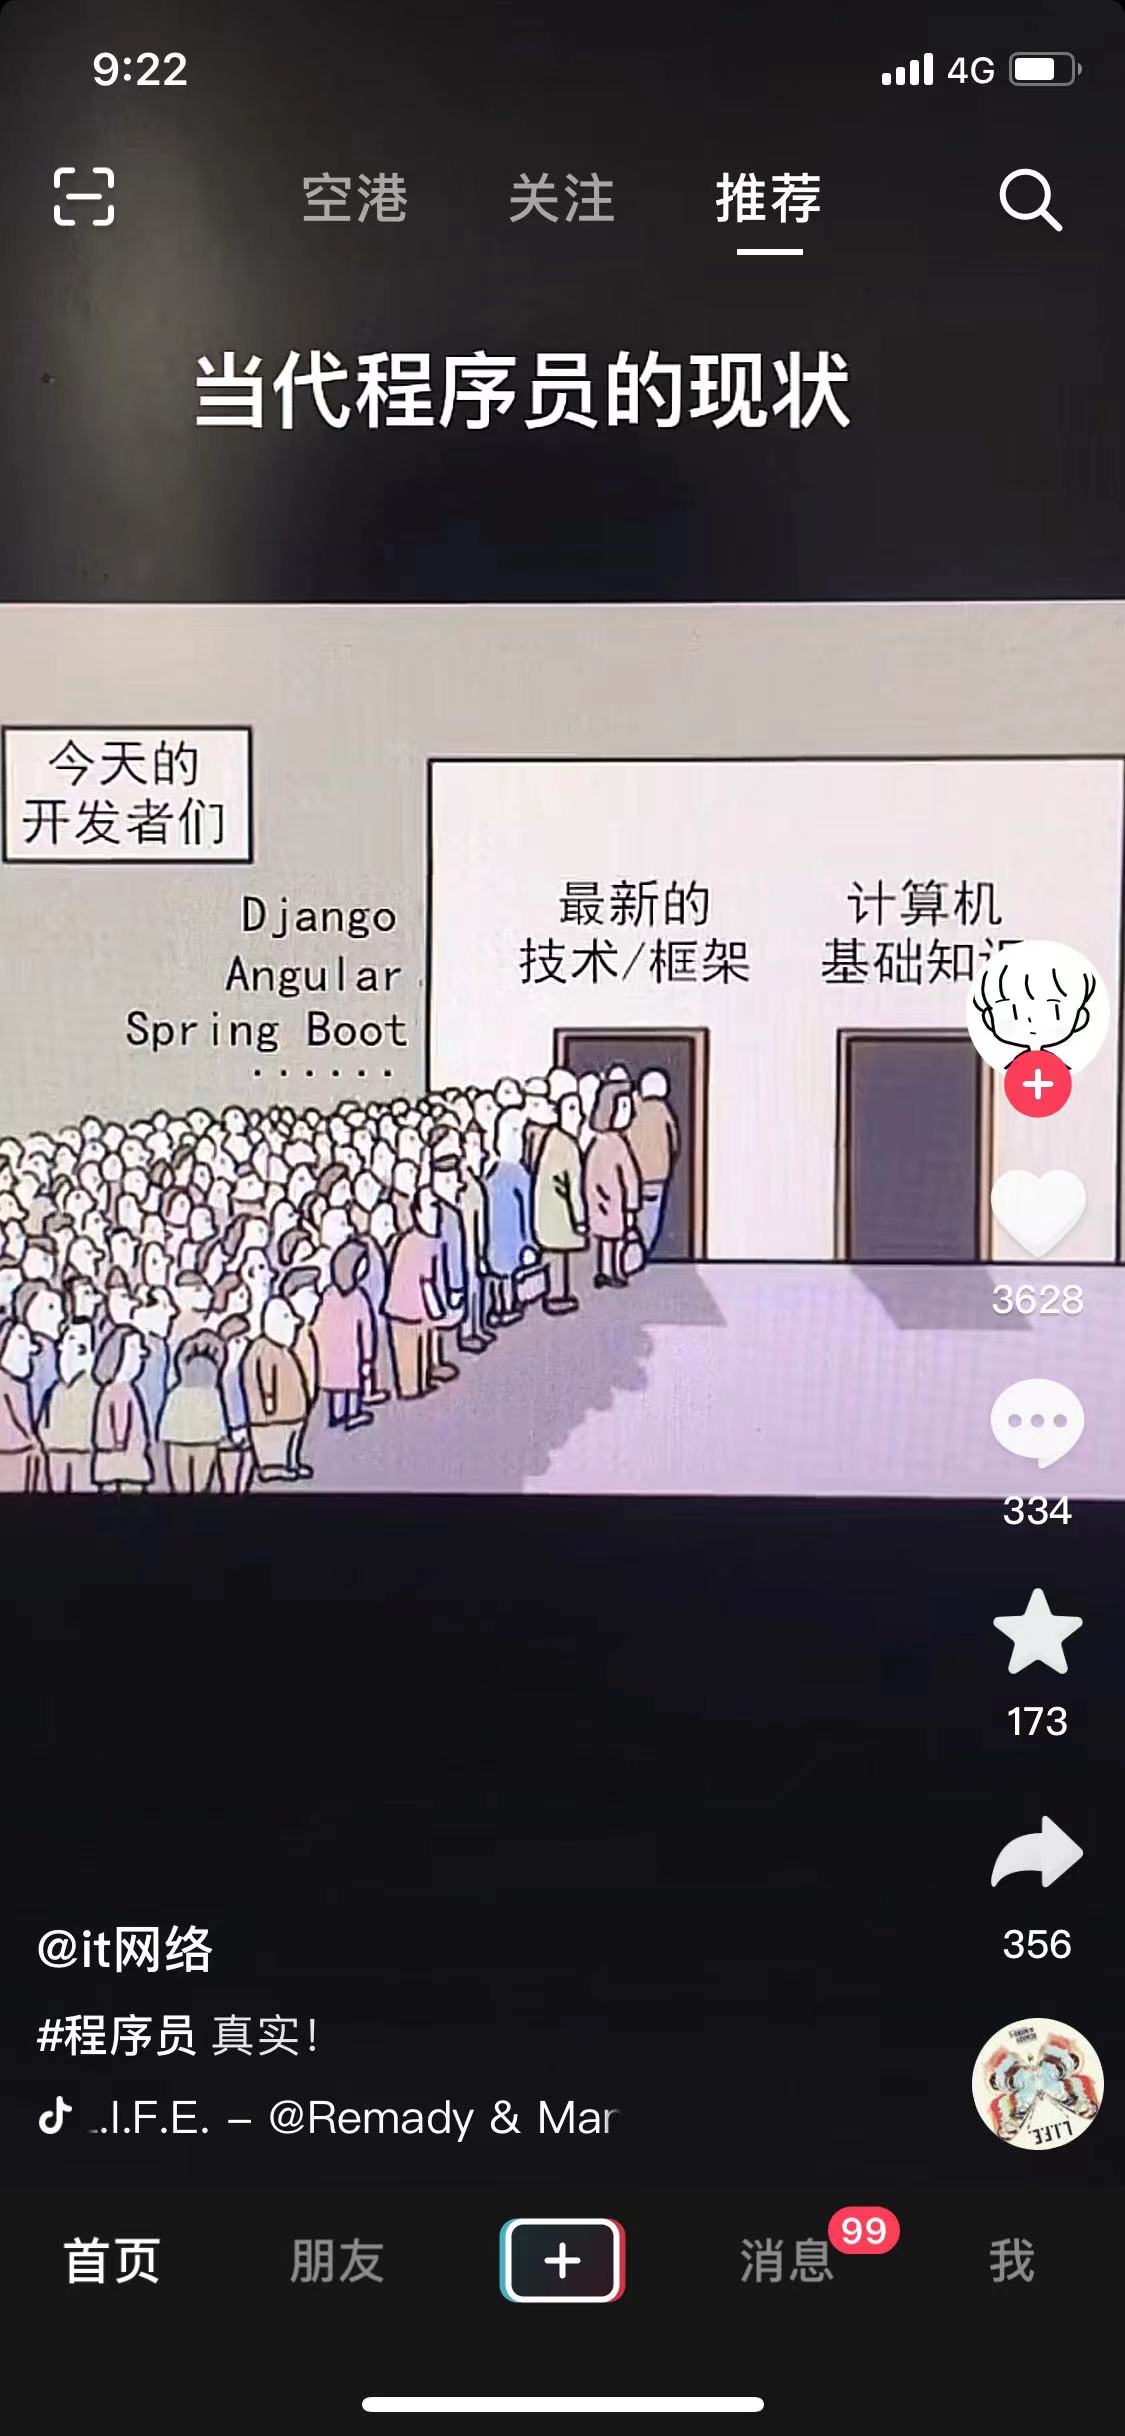 9:22
4G
空港 关注 推荐
当代程序员的现状
今天的
开发者们
Django
Angular
Spring Boot
......
最新的
技术/框架
计算机
基础知
3628
334
173
356
@it网络
#程序员 真实!
.I.F.E. – @Remady & Mar
L.I.F.E.
首页 朋友 消息 99 我